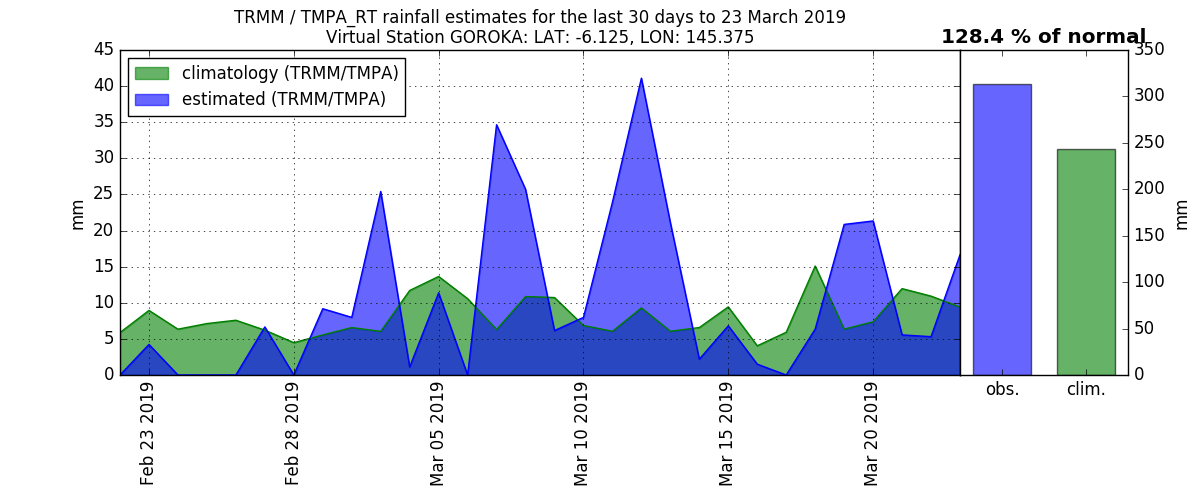 TRMM / TMPA_RT rainfall estimates for the last 30 days to 23 March 2019
Virtual Station GOROKA: LAT: -6.125, LON: 145.375
128.4 % of normal
climatology (TRMM/TMPA)
estimated (TRMM/TMPA)
45
40
35
30
25
20
15
10
5
0
mm
Feb 23 2019
Feb 28 2019
Mar 05 2019
Mar 10 2019
Mar 15 2019
Mar 20 2019
350
300
250
200
150
100
50
0
mm
obs.
clim.